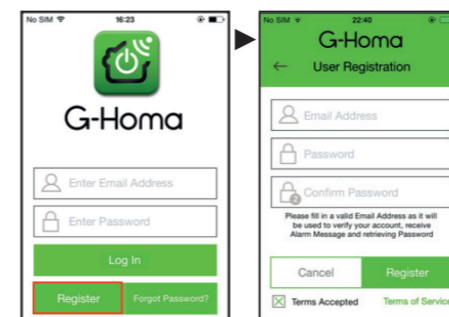 No SIM 16:23
G-Homa
Enter Email Address
Enter Password
Log In
Register Forgot Password?
No SIM 22:40
G-Homa
← User Registration
Email Address
Password
2 Confirm Password
Please fill in a valid Email Address as it will
be used to verify your account, receive
Alarm Message and retrieving Password
Cancel Register
Terms Accepted Terms of Service